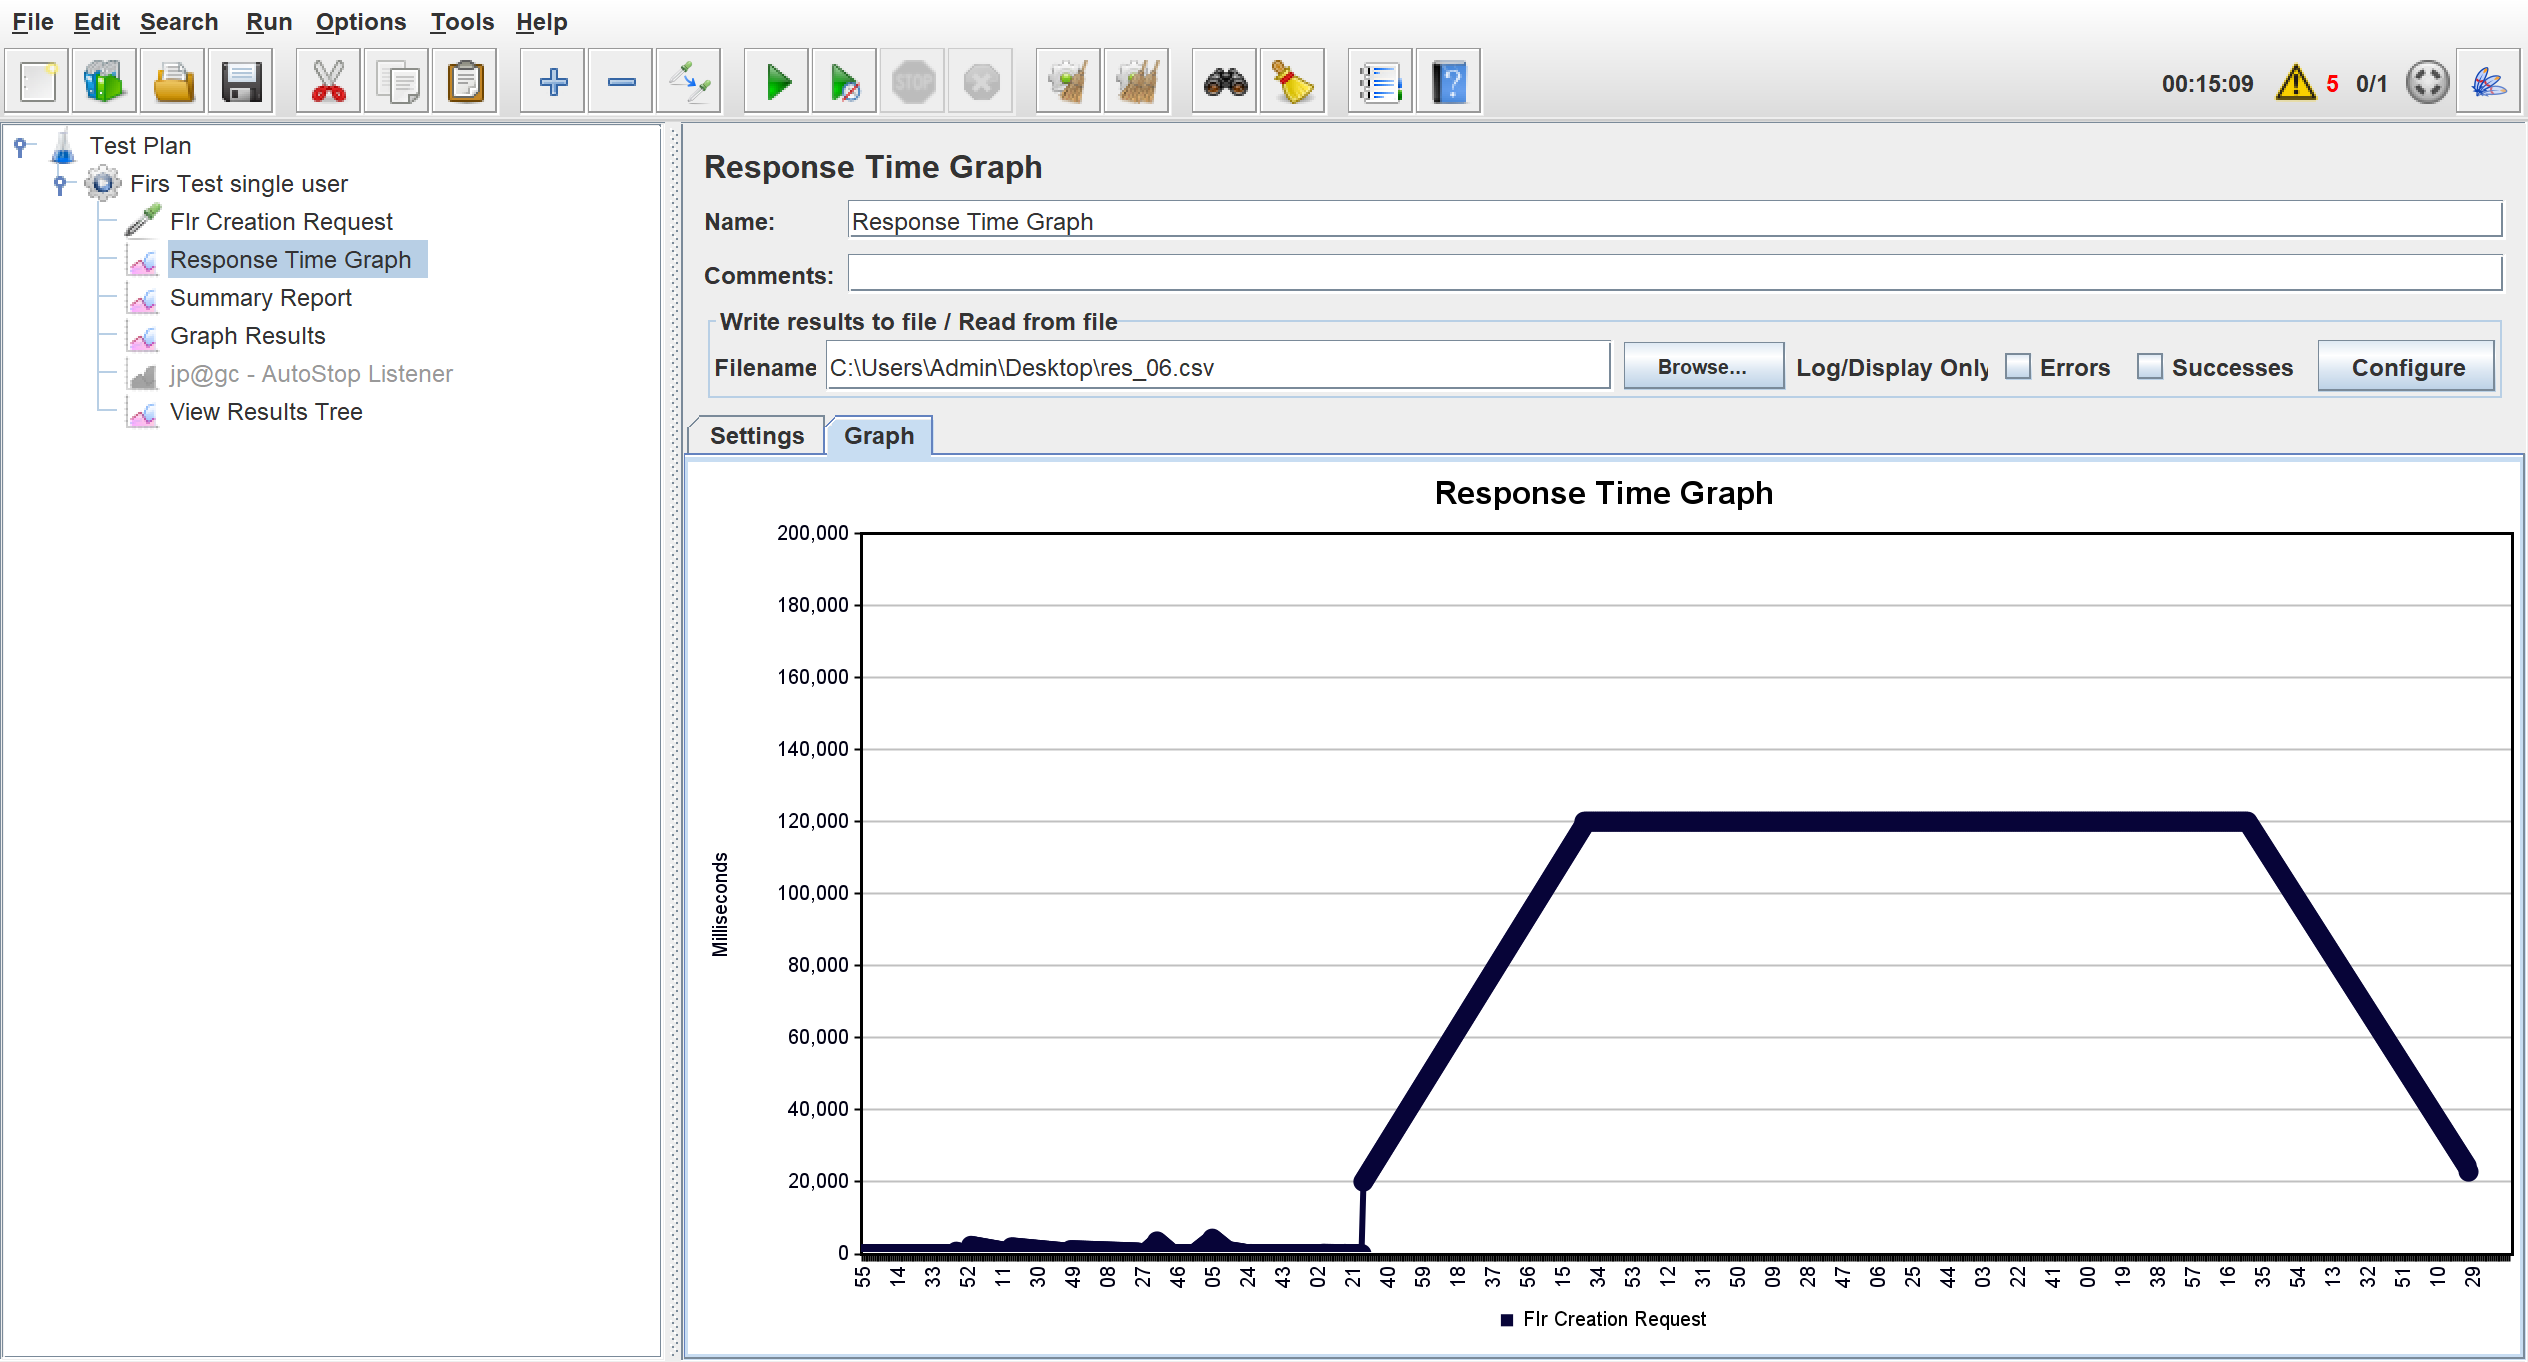 File Edit Search Run Options Tools Help
STOP
00:15:09 5 0/1
Test Plan
Firs Test single user
FIr Creation Request
Response Time Graph
Summary Report
Graph Results
jp@gc - AutoStop Listener
View Results Tree
Response Time Graph
Name: Response Time Graph
Comments:
Write results to file / Read from file
Filename C:\Users\Admin\Desktop\res_06.csv Browse... Log/Display Only Errors Successes Configure
Settings Graph
Response Time Graph
200,000
180,000
160,000
140,000
120,000
100,000
80,000
60,000
40,000
20,000
0
Milliseconds
55 14 33 52 11 30 49 08 27 46 05 24 43 02 21 40 59 18 37 56 15 34 53 12 31 50 09 28 47 06 25 44 03 22 41 00 19 38 57 16 35 54 13 32 51 10 29
FIr Creation Request